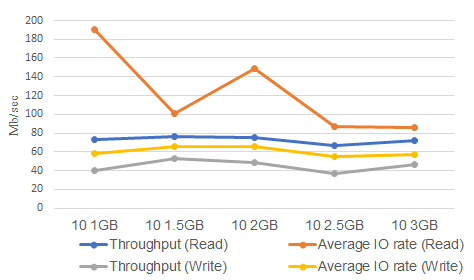 200
180
160
140
120
100
80
60
40
20
0
Mb/sec
10 1GB 10 1.5GB 10 2GB 10 2.5GB 10 3GB
Throughput (Read) Average IO rate (Read)
Throughput (Write) Average IO rate (Write)